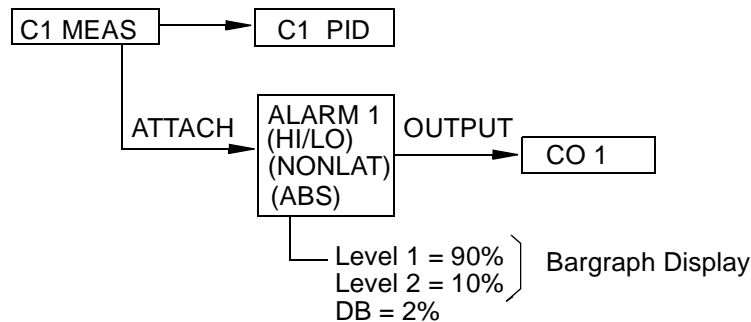 C1 MEAS
C1 PID
ATTACH
ALARM 1
(HI/LO)
(NONLAT)
(ABS)
OUTPUT
CO 1
Level 1 = 90%
Level 2 = 10%
DB = 2%
Bargraph Display